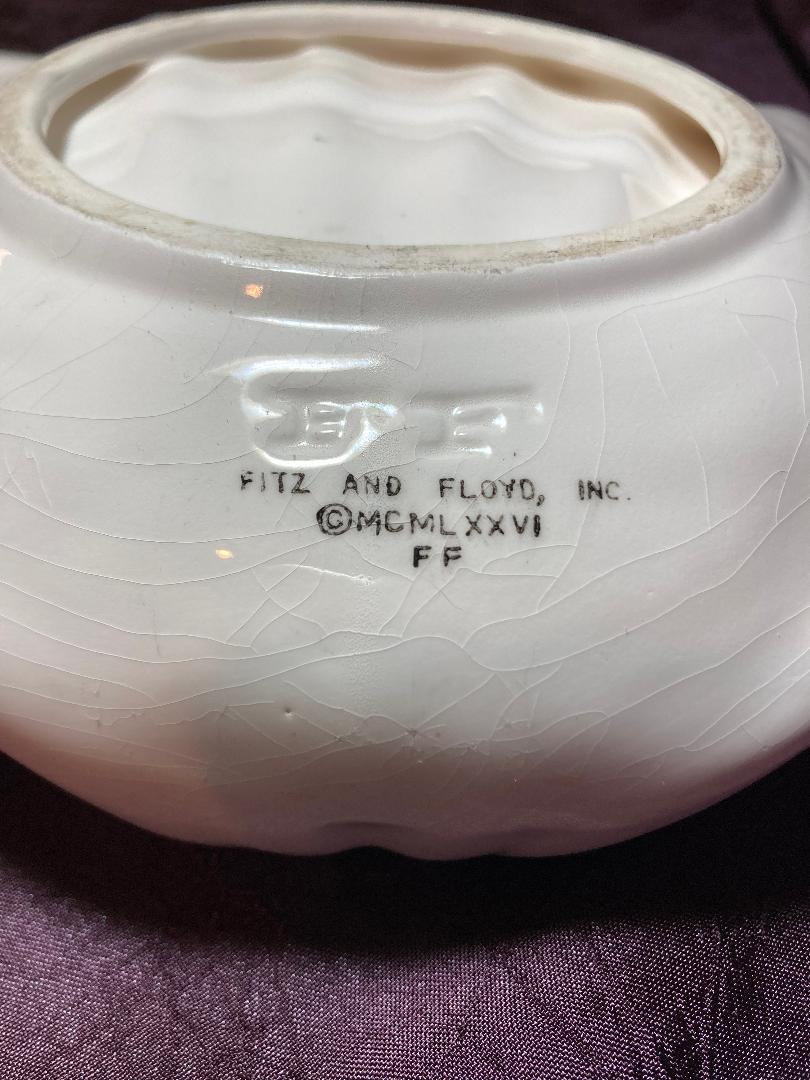 FITZ AND FLOYD, INC.
©MCMLXXVI
FF